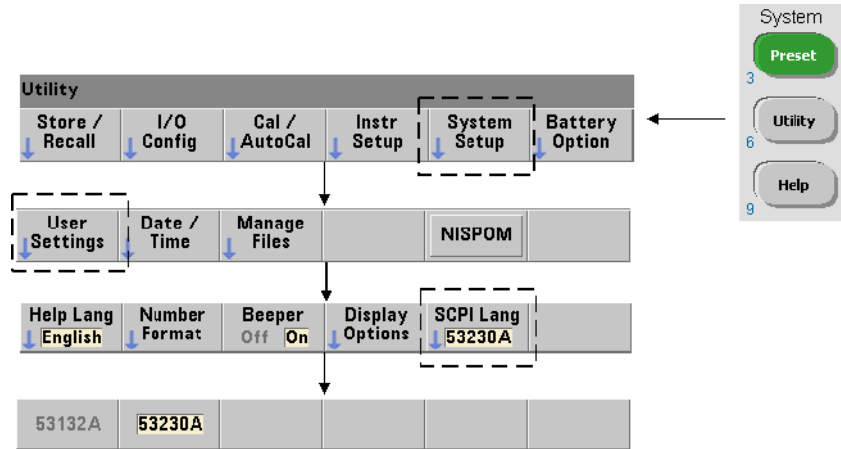 System
Preset
3
Utility
6
Help
9
Utility
Store / Recall
I/O Config
Cal / AutoCal
Instr Setup
System Setup
Battery Option
User Settings
Date / Time
Manage Files
NISPOM
Help Lang English
Number Format
Beeper Off On
Display Options
SCPI Lang 53230A
53132A
53230A